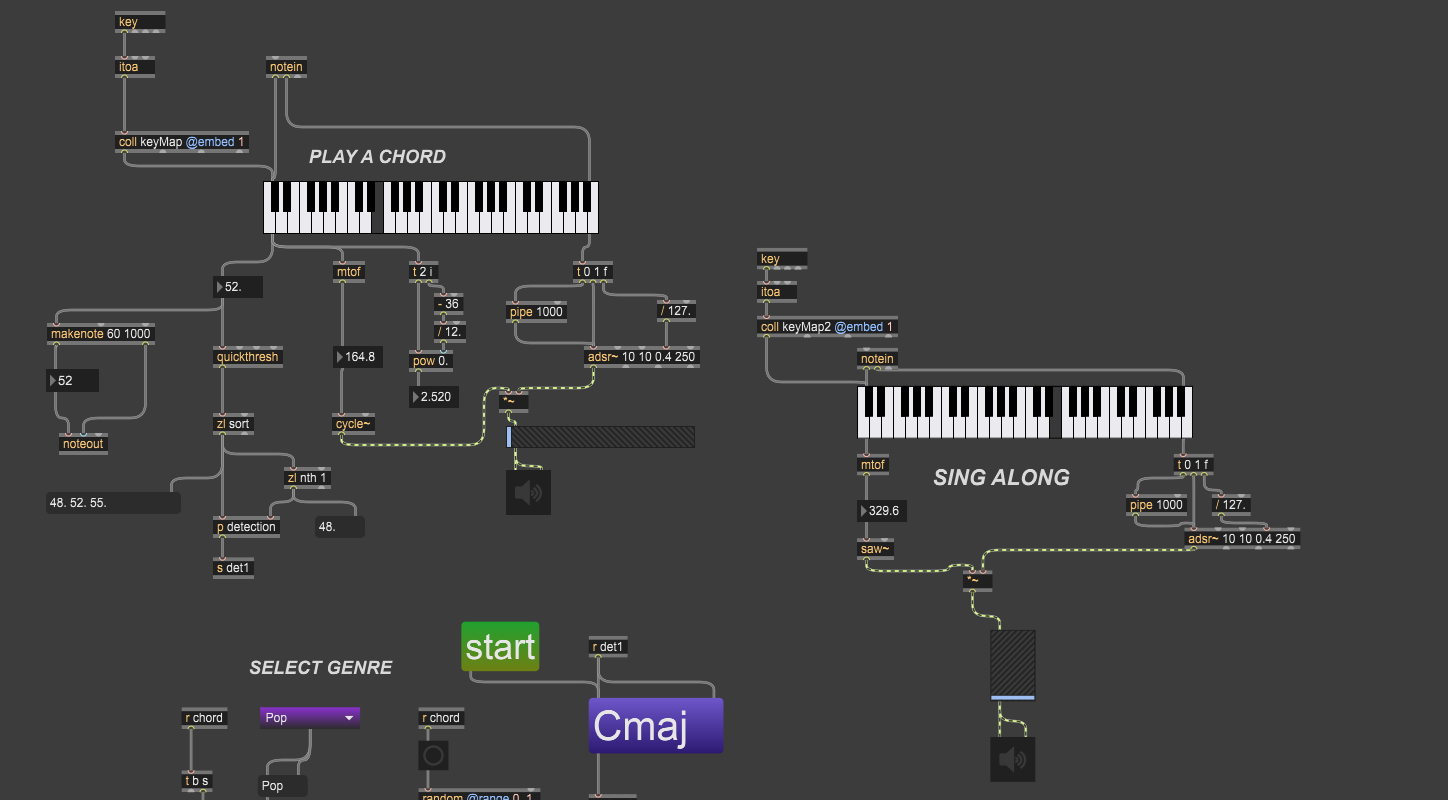 key
itoa
notein
coll keyMap @embed 1
PLAY A CHORD
52.
mtof
t 2 i
t 0 1 f
- 36
pipe 1000
/ 127.
makenote 60 1000
/ 12.
quickthresh
164.8
pow 0.
adsr~ 10 10 0.4 250
52
2.520
*~
zl sort
cycle~
noteout
zl nth 1
48. 52. 55.
p detection
48.
s det1
key
itoa
coll keyMap2 @embed 1
notein
mtof
SING ALONG
t 0 1 f
329.6
pipe 1000
/ 127.
saw~
adsr~ 10 10 0.4 250
*~
start
r det1
SELECT GENRE
r chord
Pop
r chord
Cmaj
t b s
Pop
random @range 0. 1.